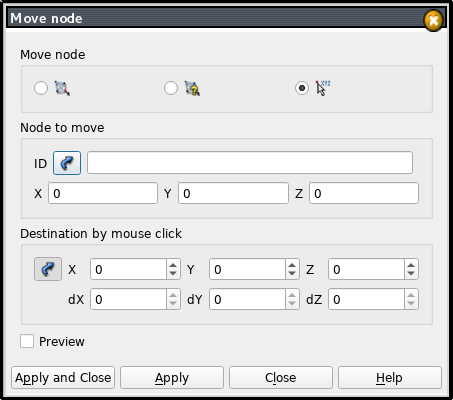 Move node
Move node
XYZ
Node to move
ID
X 0 Y 0 Z 0
Destination by mouse click
X 0 Y 0 Z 0
dX 0 dY 0 dZ 0
Preview
Apply and Close Apply Close Help